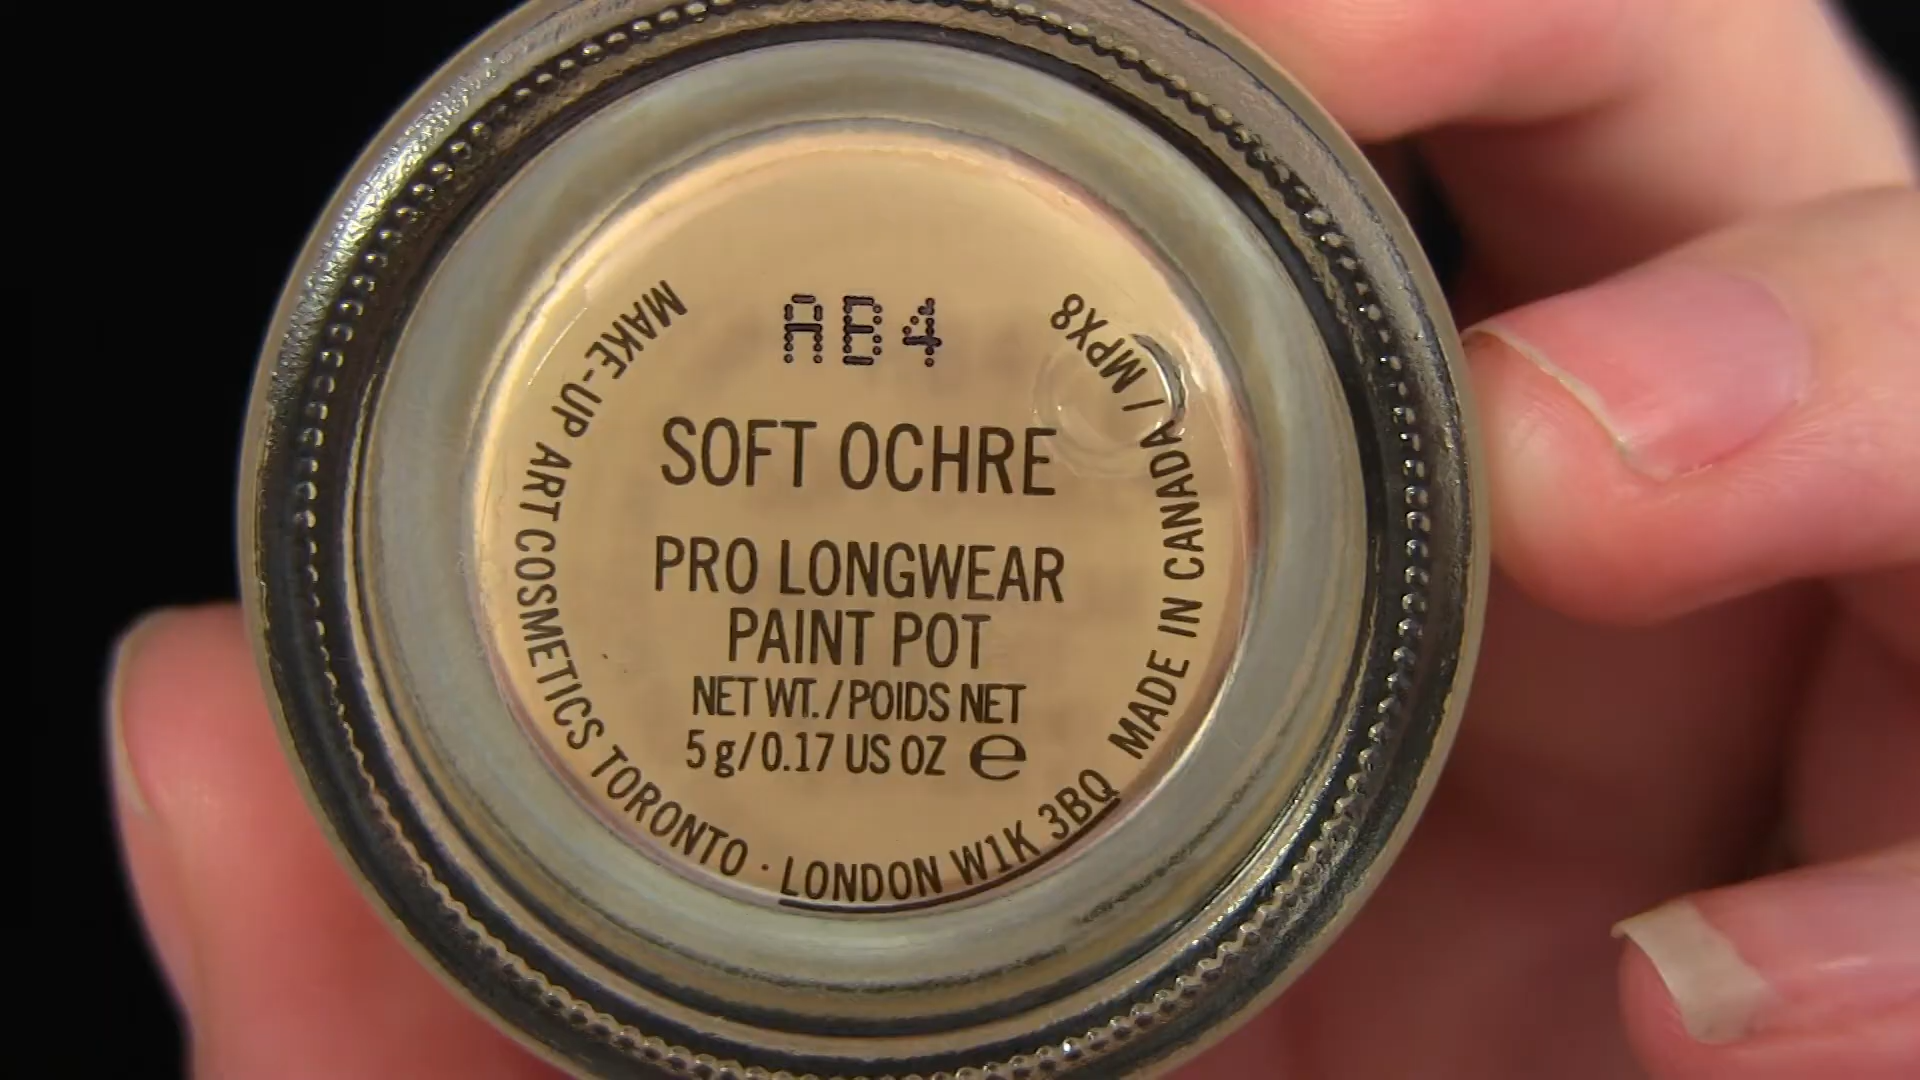 AB4
SOFT OCHRE
PRO LONGWEAR
PAINT POT
NET WT./POIDS NET
5 g/0.17 US OZ e
MAKE-UP ART COSMETICS TORONTO · LONDON W1K 3BQ MADE IN CANADA / MPX8